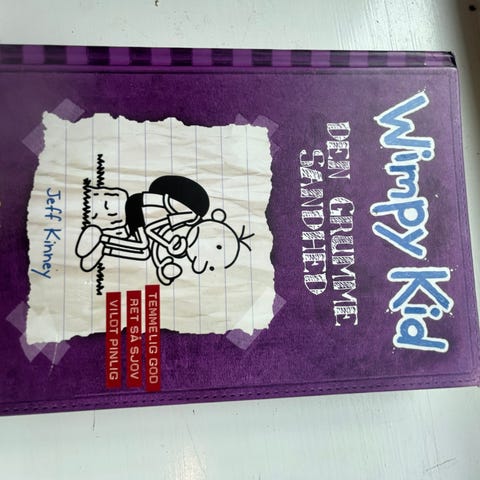 Wimpy Kid
DEN GRUMME
SANDHED
TEMMELIG GOD
RET SÅ SJOV
VILDT PINLIG
Jeff Kinney